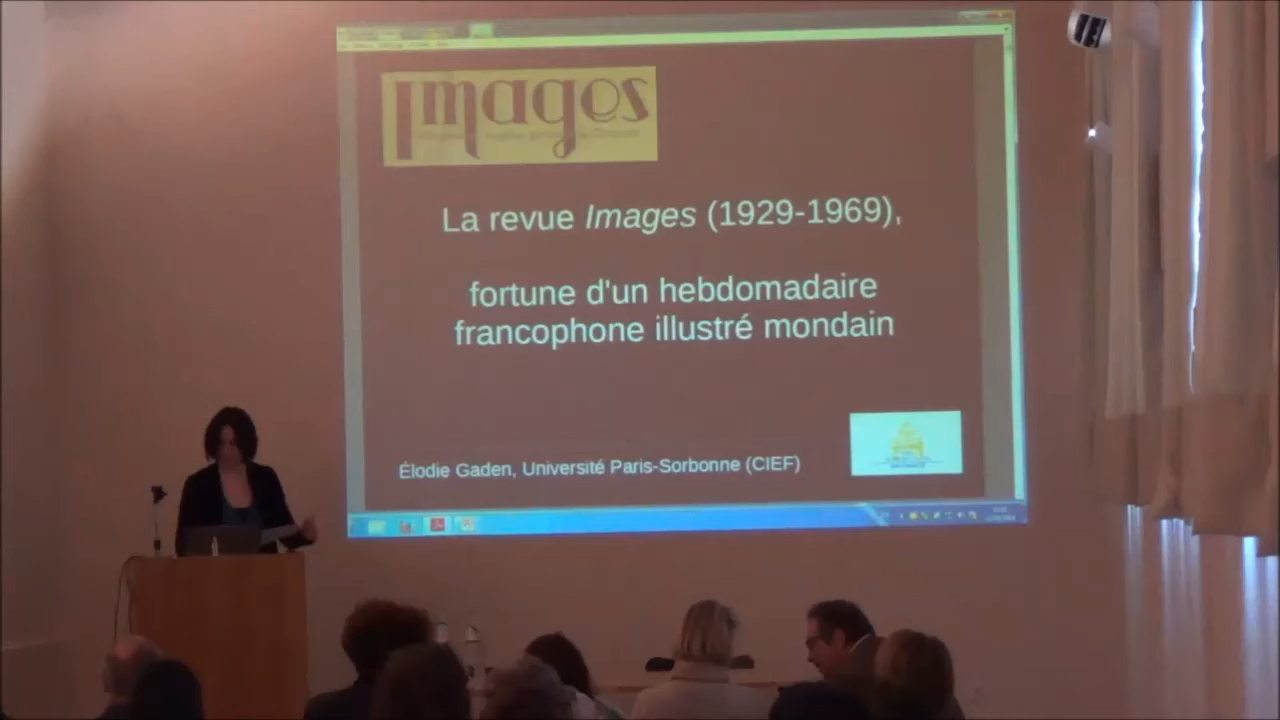 Images
La revue Images (1929-1969),
fortune d'un hebdomadaire
francophone illustré mondain
Élodie Gaden, Université Paris-Sorbonne (CIEF)